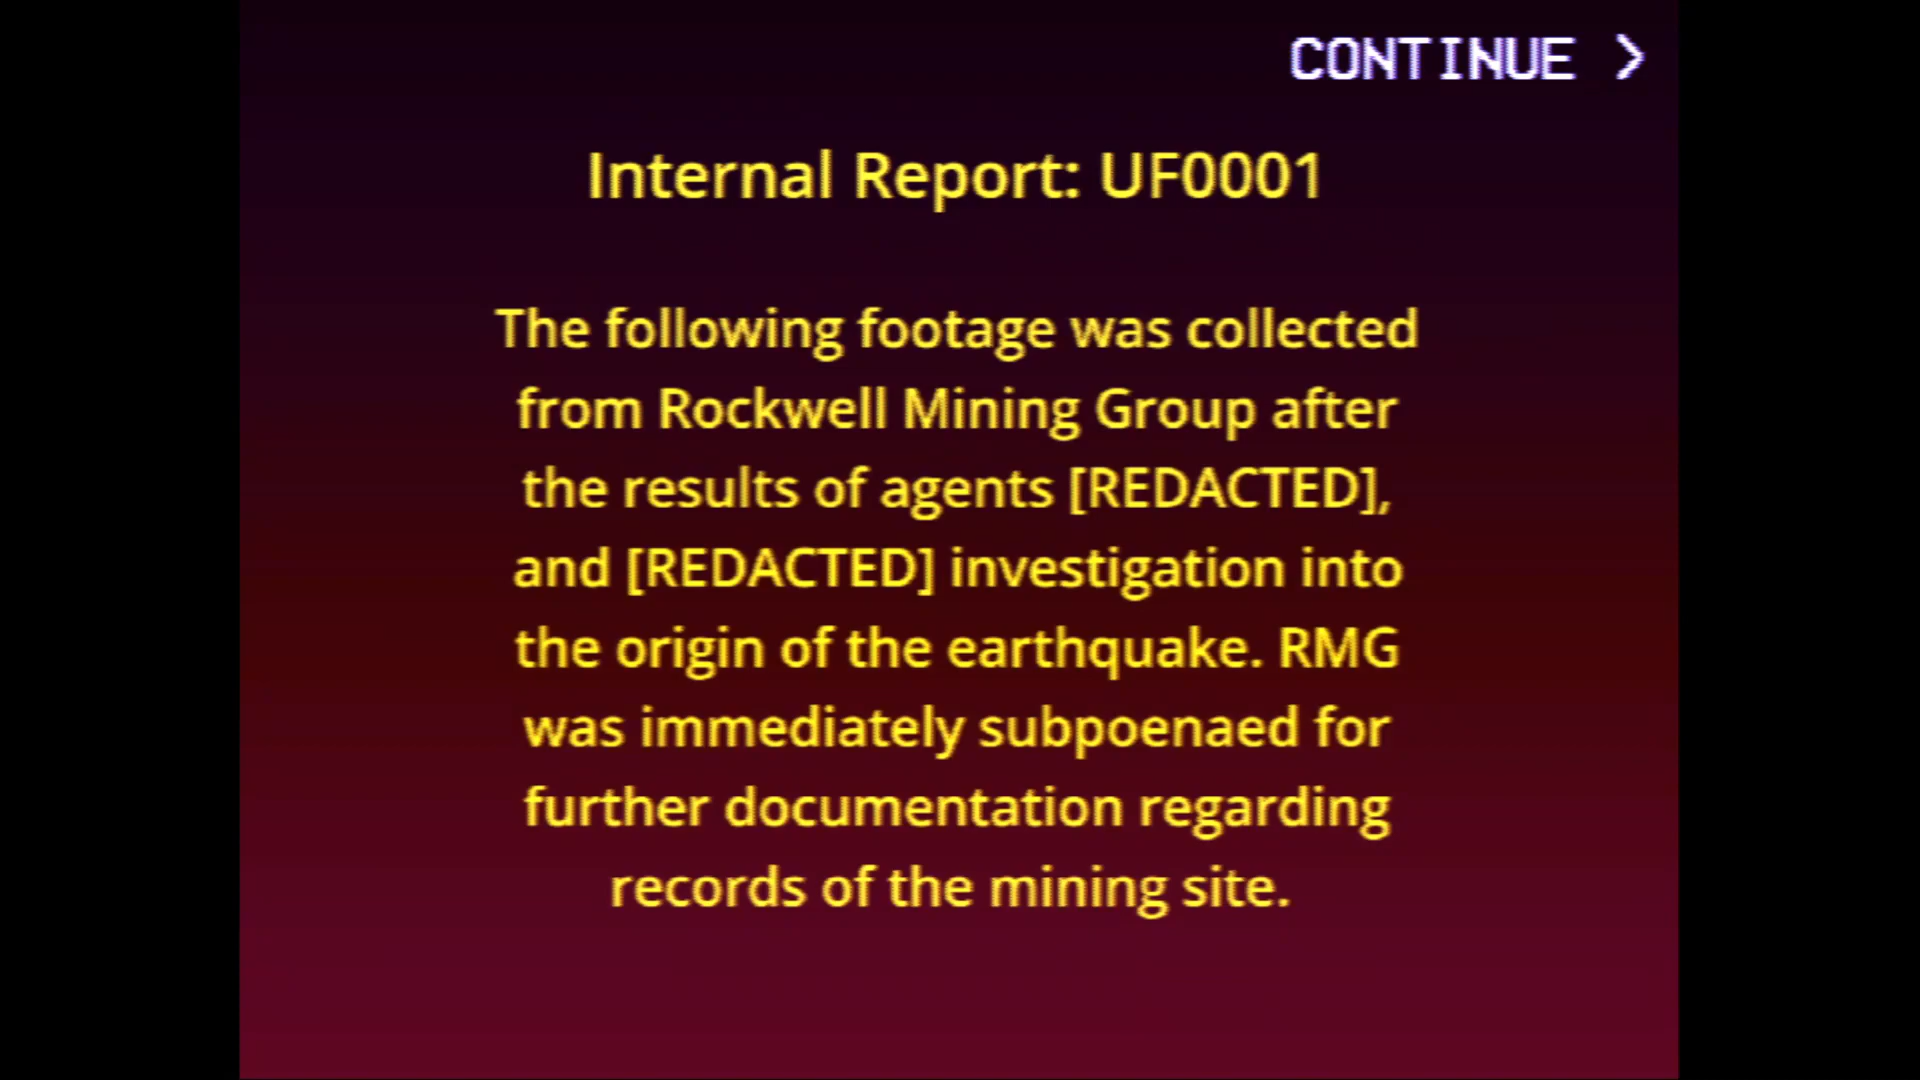 CONTINUE >
Internal Report: UF0001
The following footage was collected
from Rockwell Mining Group after
the results of agents [REDACTED],
and [REDACTED] investigation into
the origin of the earthquake. RMG
was immediately subpoenaed for
further documentation regarding
records of the mining site.